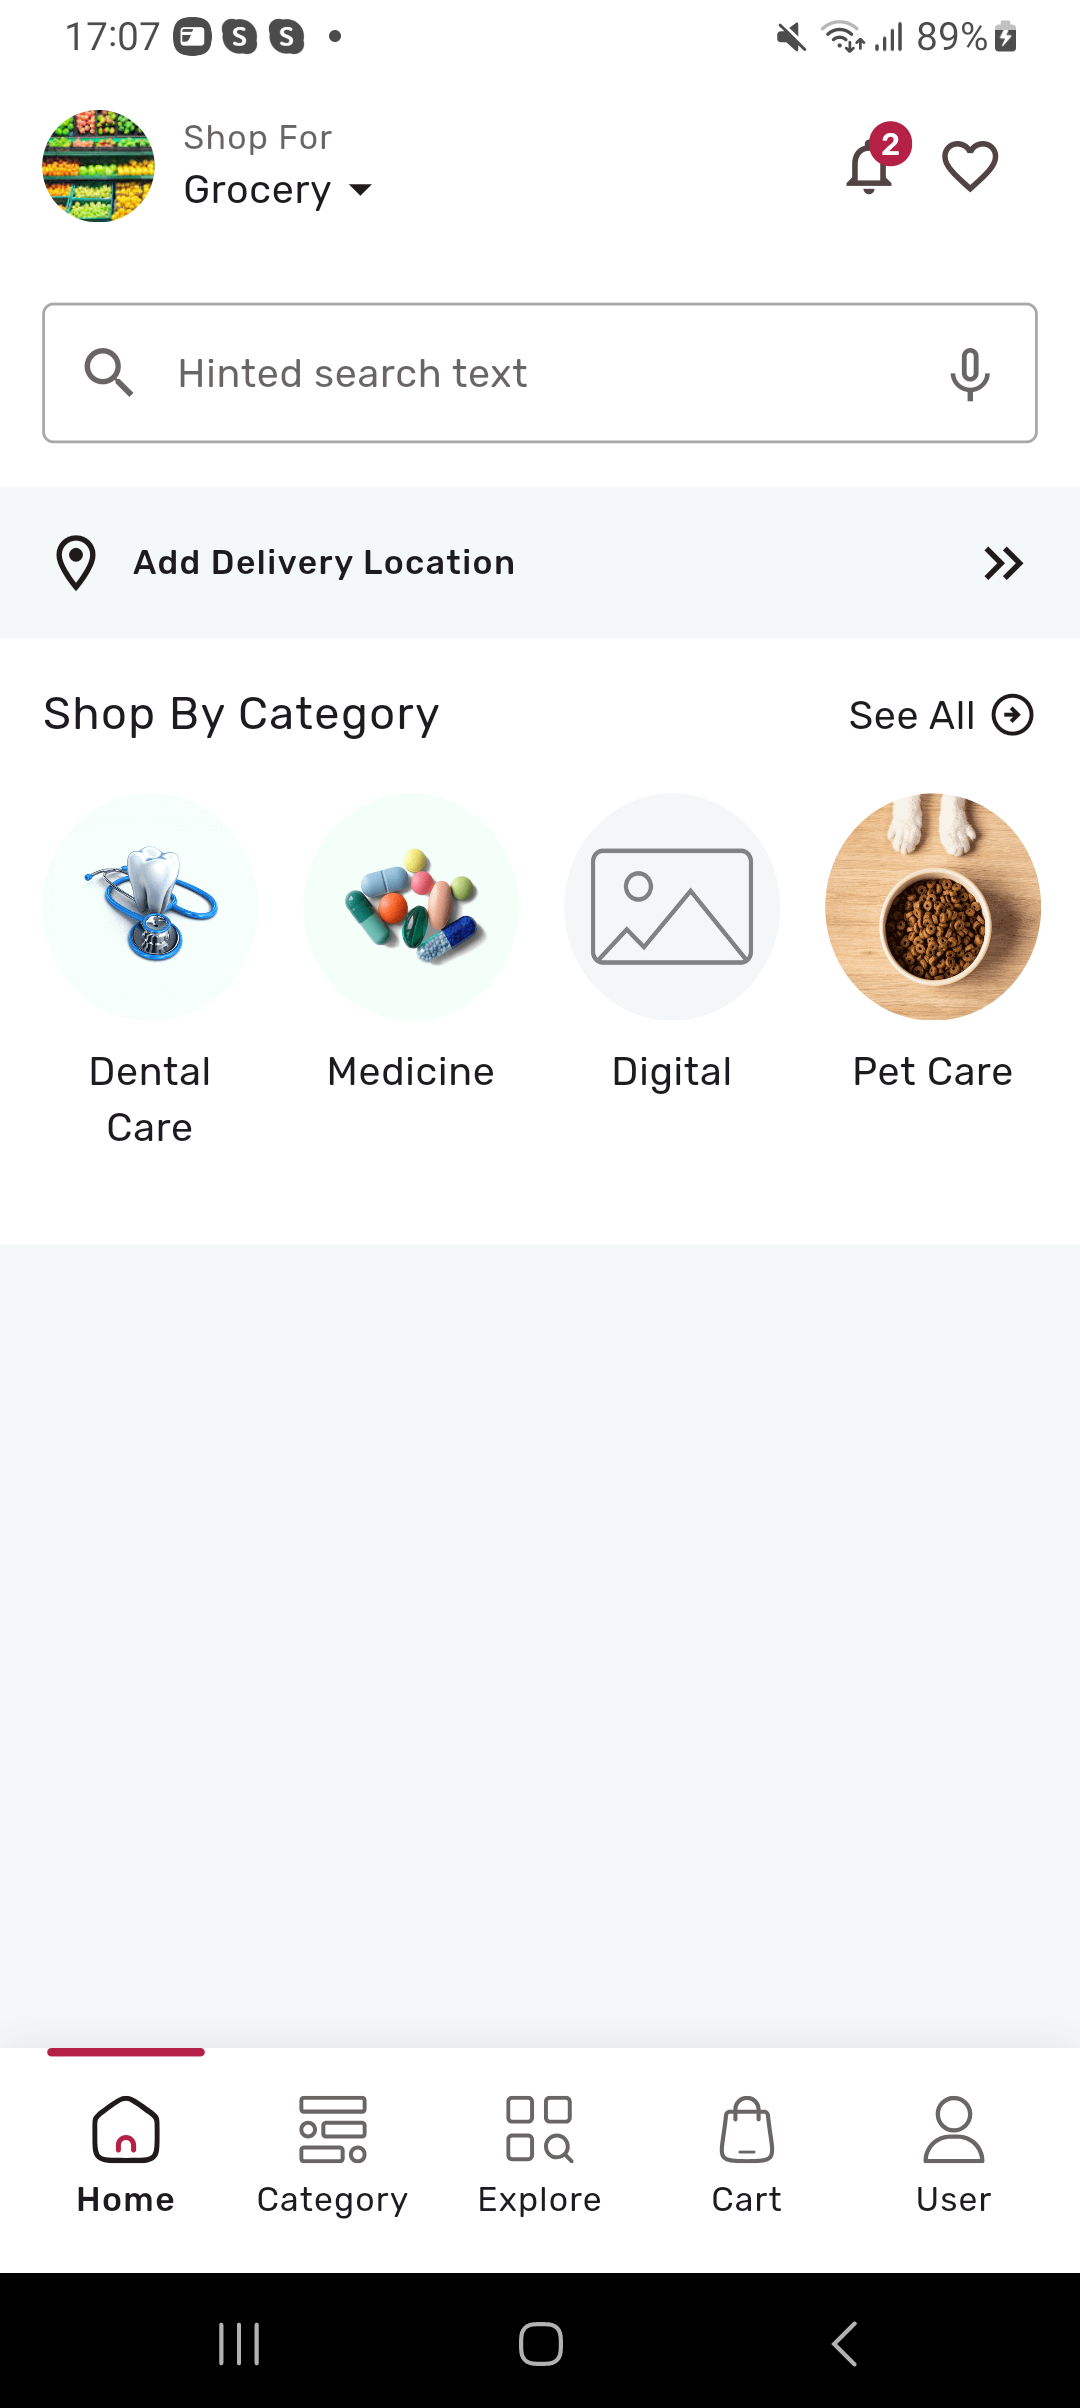 17:07 S S 89%
Shop For
Grocery
2
Hinted search text
Add Delivery Location
Shop By Category
See All
Dental Care
Medicine
Digital
Pet Care
Home
Category
Explore
Cart
User